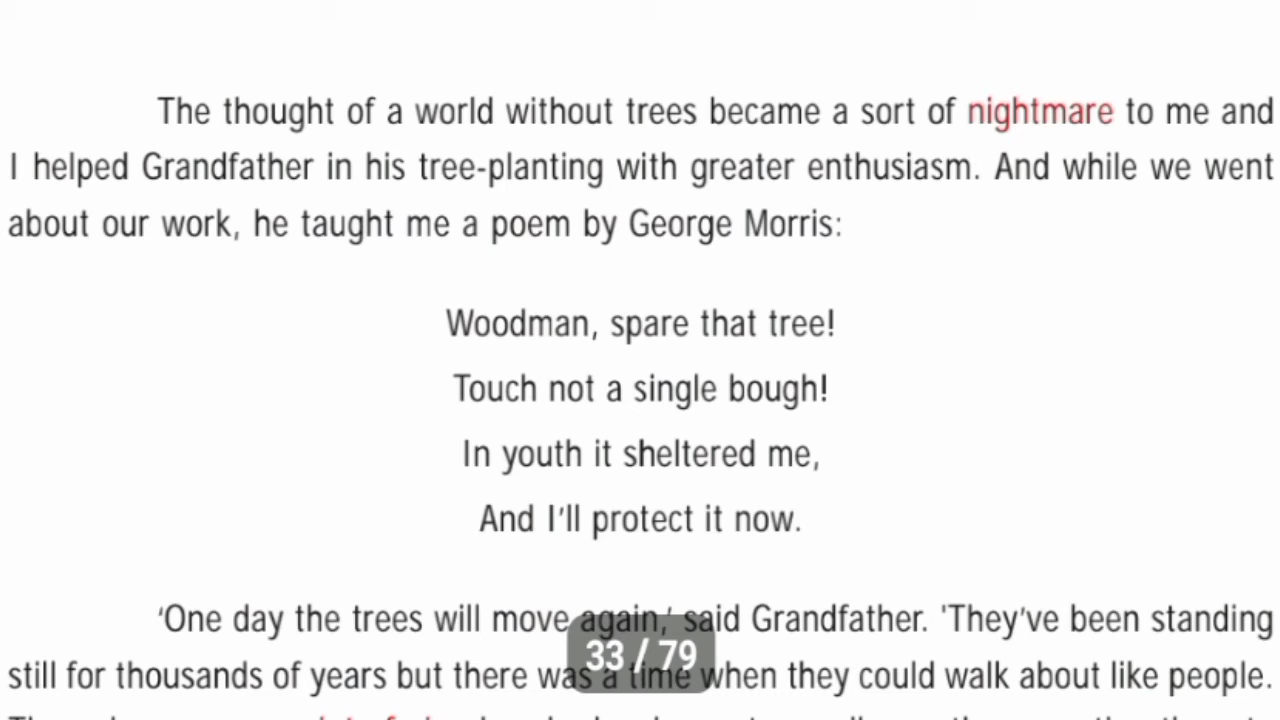 The thought of a world without trees became a sort of nightmare to me and
I helped Grandfather in his tree-planting with greater enthusiasm. And while we went
about our work, he taught me a poem by George Morris:
Woodman, spare that tree!
Touch not a single bough!
In youth it sheltered me,
And I'll protect it now.
'One day the trees will move again,' said Grandfather. 'They've been standing
still for thousands of years but there was a time when they could walk about like people.
33 / 79